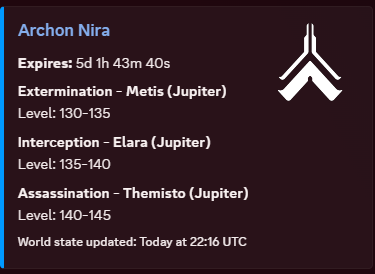 Archon Nira
Expires: 5d 1h 43m 40s
Extermination - Metis (Jupiter)
Level: 130-135
Interception - Elara (Jupiter)
Level: 135-140
Assassination - Themisto (Jupiter)
Level: 140-145
World state updated: Today at 22:16 UTC